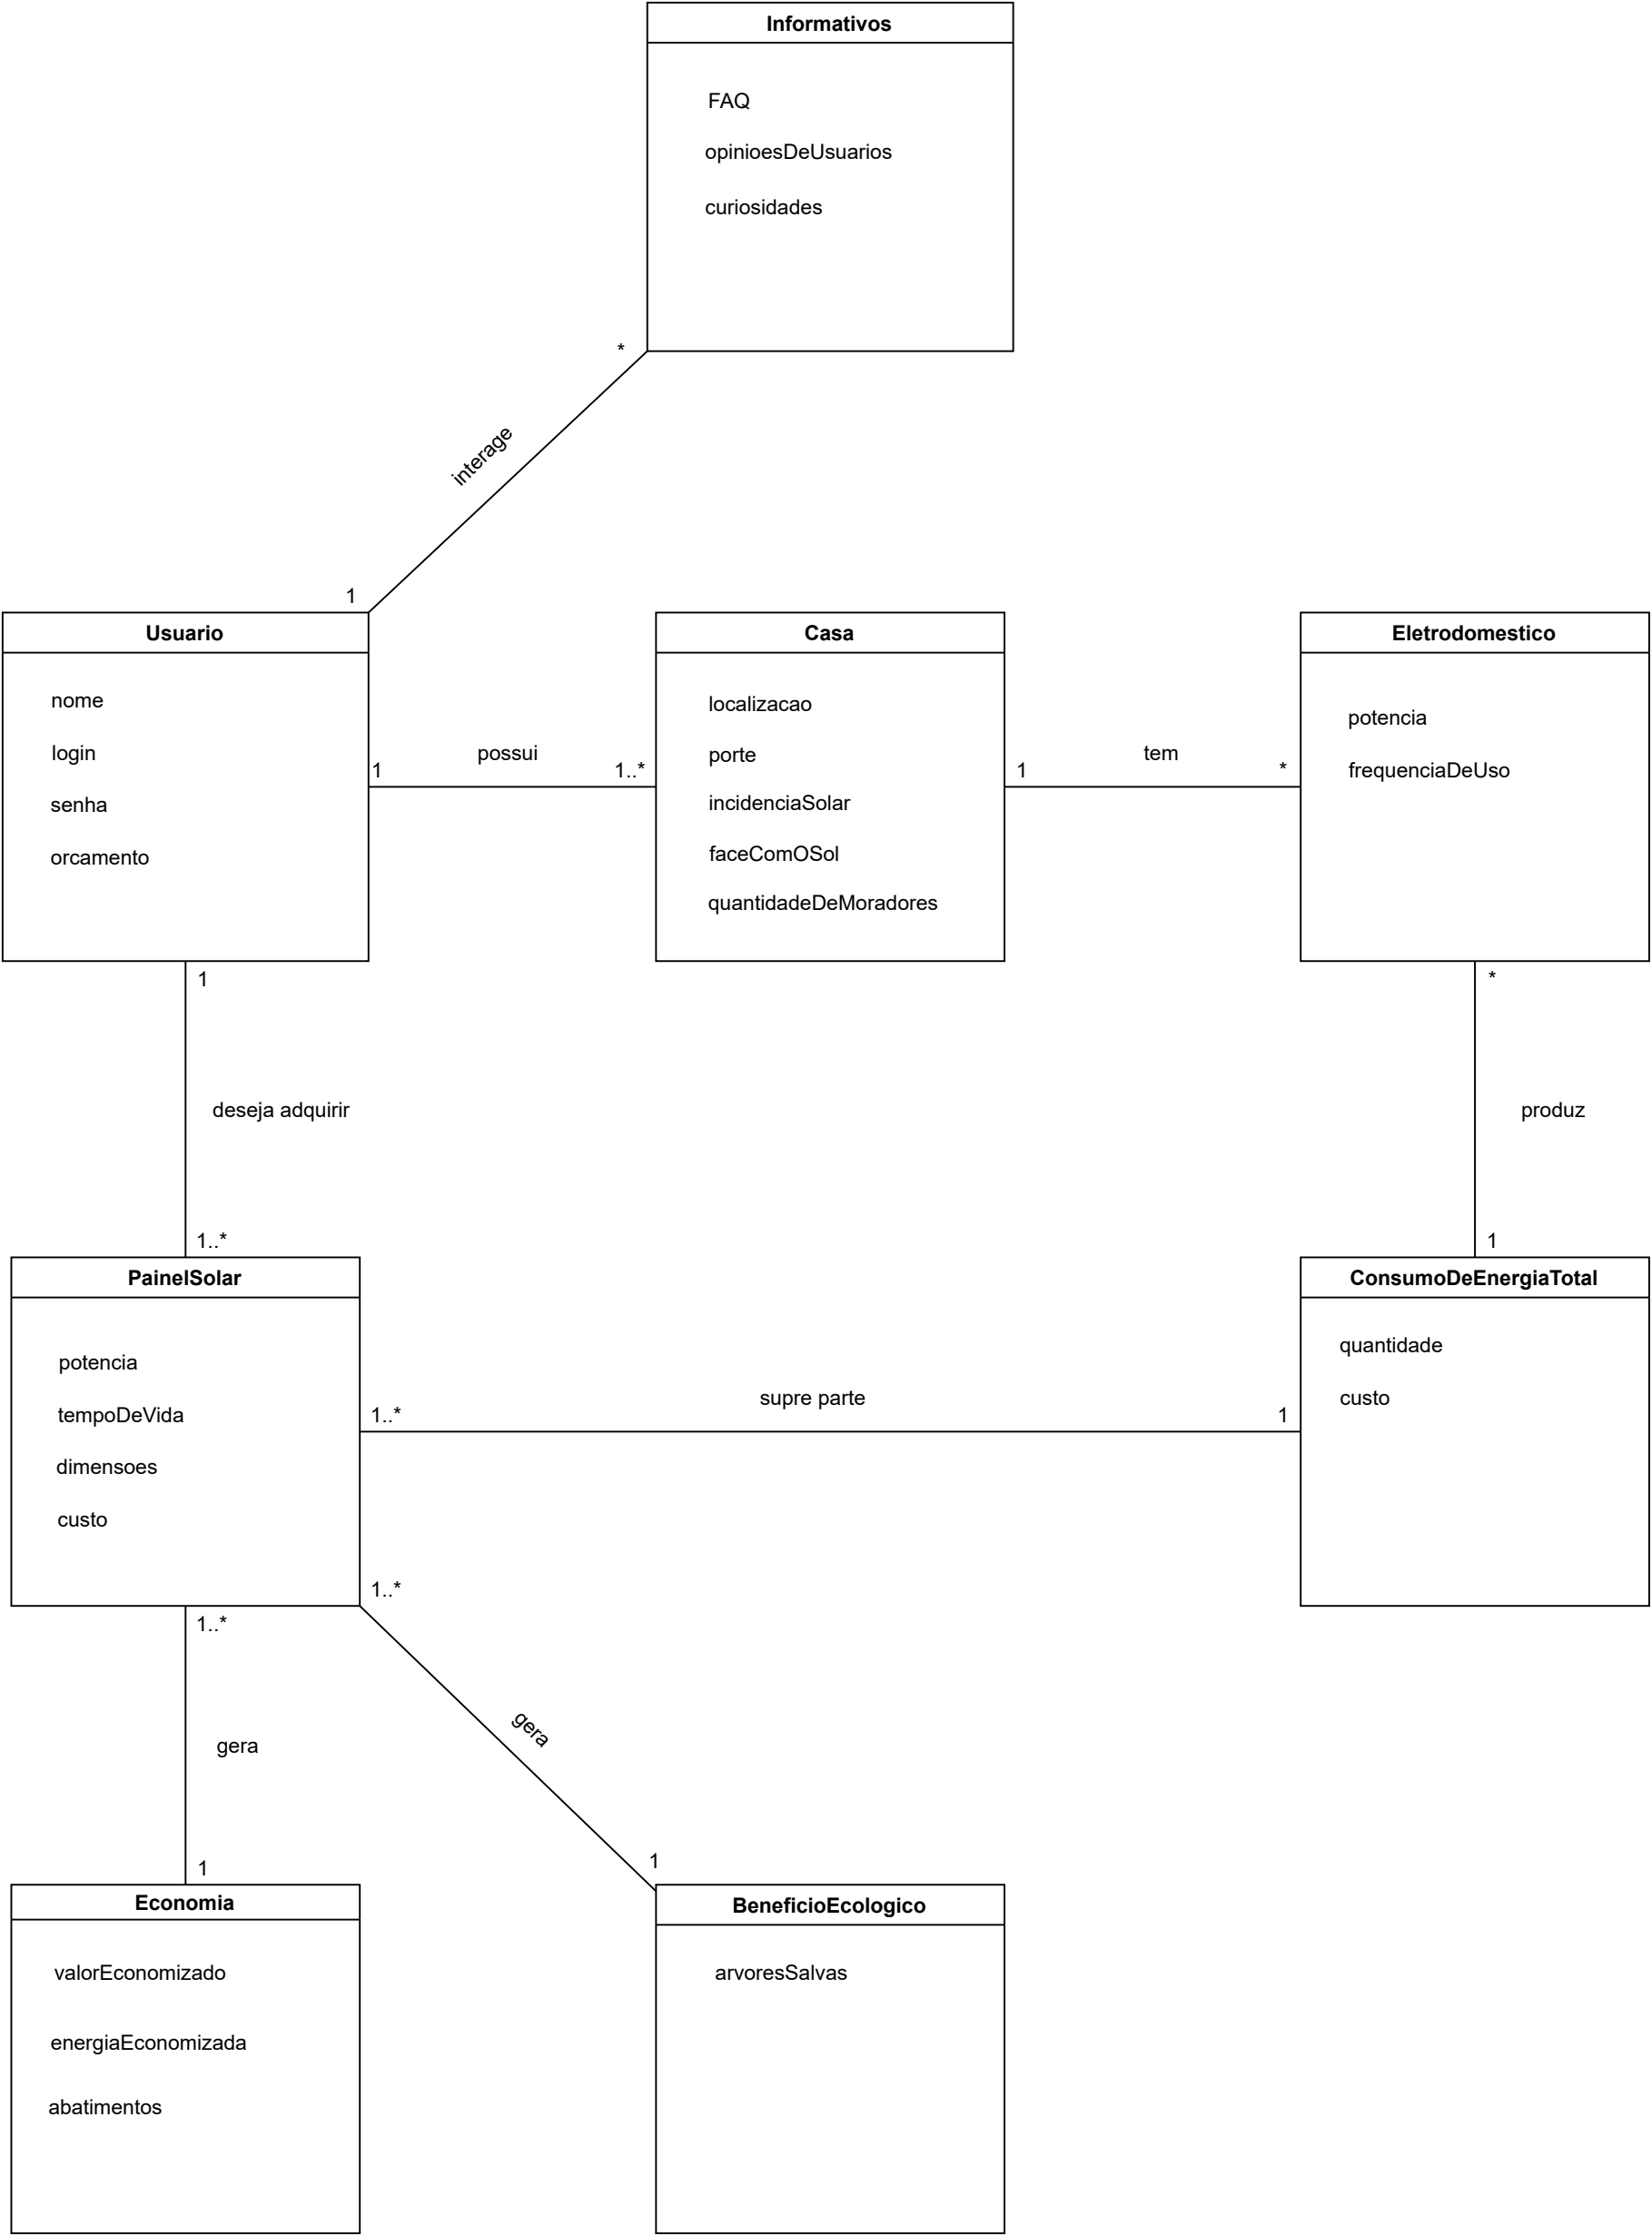 Informativos
FAQ
opinioesDeUsuarios
curiosidades
*
interage
1
Usuario
nome
login
senha
orcamento
1
possui
1..*
Casa
localizacao
porte
incidenciaSolar
faceComOSol
quantidadeDeMoradores
1
tem
*
Eletrodomestico
potencia
frequenciaDeUso
1
deseja adquirir
1..*
*
produz
1
PainelSolar
potencia
tempoDeVida
dimensoes
custo
1..*
supre parte
1
ConsumoDeEnergiaTotal
quantidade
custo
1..*
gera
1
1..*
gera
1
Economia
valorEconomizado
energiaEconomizada
abatimentos
BeneficioEcologico
arvoresSalvas